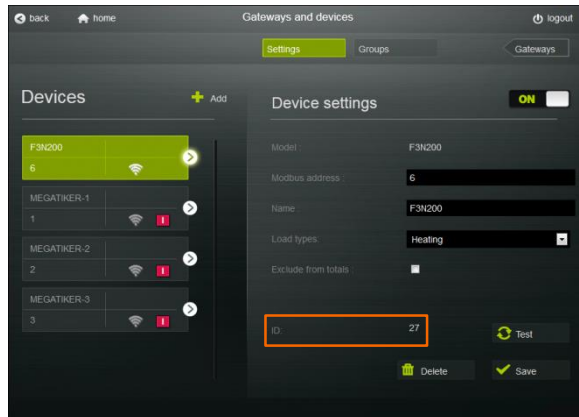 back home Gateways and devices logout
Settings Groups Gateways
Devices Add
F3N200
6
MEGATIKER-1
1 I
MEGATIKER-2
2 I
MEGATIKER-3
3 I
Device settings ON
Model : F3N200
Modbus address : 6
Name : F3N200
Load types : Heating
Exclude from totals :
ID: 27
Test
Delete Save